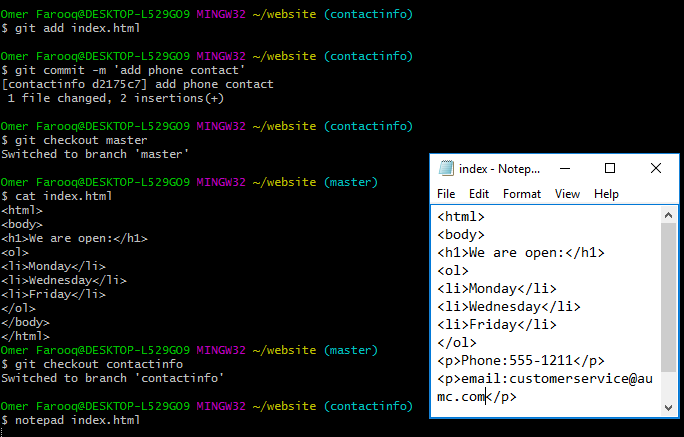 Omer Farooq@DESKTOP-L529GO9 MINGW32 ~/website (contactinfo)
$ git add index.html
Omer Farooq@DESKTOP-L529GO9 MINGW32 ~/website (contactinfo)
$ git commit -m 'add phone contact'
[contactinfo d2175c7] add phone contact
 1 file changed, 2 insertions(+)
Omer Farooq@DESKTOP-L529GO9 MINGW32 ~/website (contactinfo)
$ git checkout master
Switched to branch 'master'
Omer Farooq@DESKTOP-L529GO9 MINGW32 ~/website (master)
$ cat index.html
<html>
<body>
<h1>We are open:</h1>
<ol>
<li>Monday</li>
<li>Wednesday</li>
<li>Friday</li>
</ol>
</body>
</html>
Omer Farooq@DESKTOP-L529GO9 MINGW32 ~/website (master)
$ git checkout contactinfo
Switched to branch 'contactinfo'
Omer Farooq@DESKTOP-L529GO9 MINGW32 ~/website (contactinfo)
$ notepad index.html
index - Notep...
File Edit Format View Help
<html>
<body>
<h1>We are open:</h1>
<ol>
<li>Monday</li>
<li>Wednesday</li>
<li>Friday</li>
</ol>
<p>Phone:555-1211</p>
<p>email:customerservice@au
mc.com</p>